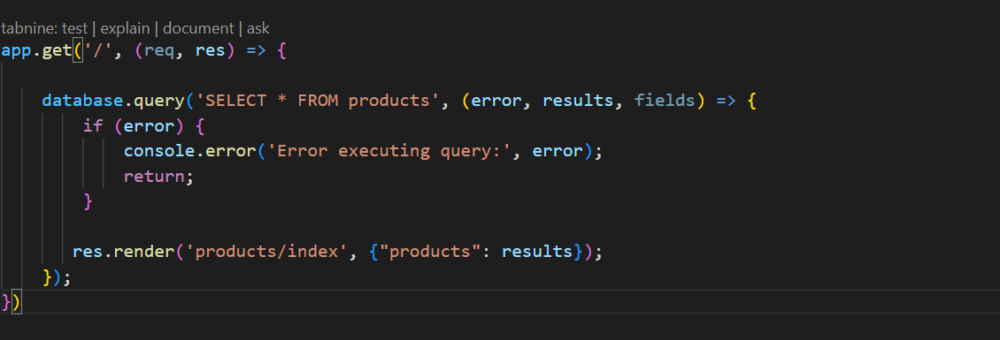 tabnine: test | explain | document | ask
app.get('/', (req, res) => {
database.query('SELECT * FROM products', (error, results, fields) => {
if (error) {
console.error('Error executing query:', error);
return;
}
res.render('products/index', {"products": results});
});
})